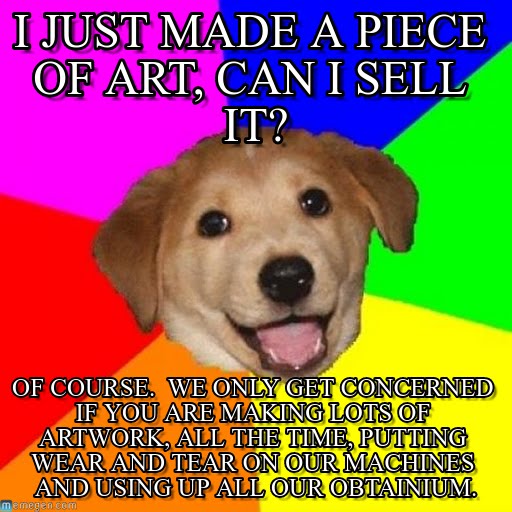 I JUST MADE A PIECE
OF ART, CAN I SELL
IT?
OF COURSE.  WE ONLY GET CONCERNED
IF YOU ARE MAKING LOTS OF
ARTWORK, ALL THE TIME, PUTTING
WEAR AND TEAR ON OUR MACHINES
AND USING UP ALL OUR OBTAINIUM.
memegen.com